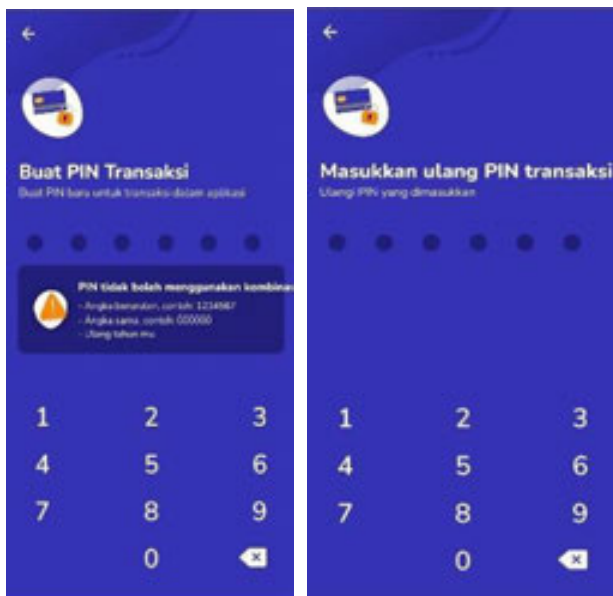 Buat PIN Transaksi
Buat PIN baru untuk transaksi dalam aplikasi
PIN tidak boleh menggunakan kombinas
- Angka berurutan, contoh: 1234567
- Angka sama, contoh: 000000
- Ulang tahun mu
1 2 3
4 5 6
7 8 9
0
Masukkan ulang PIN transaksi
Ulangi PIN yang dimasukkan
1 2 3
4 5 6
7 8 9
0